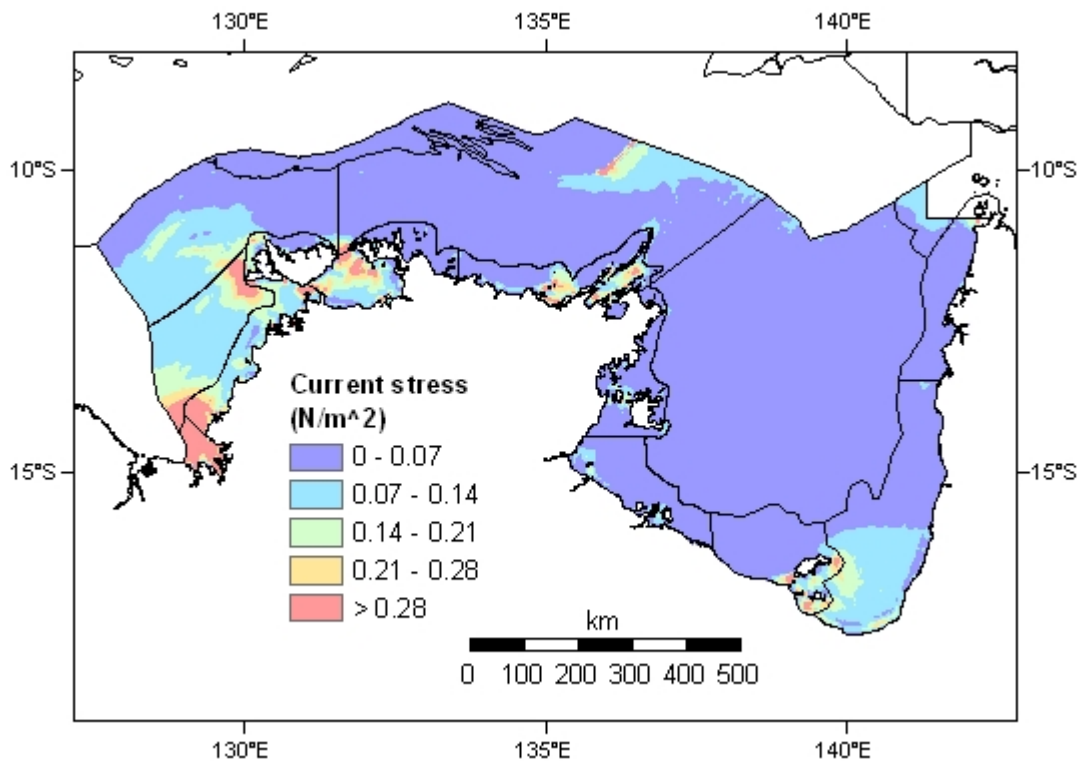 130°E 135°E 140°E
10°S 10°S
Current stress
(N/m^2)
0 - 0.07
15°S 15°S
0.07 - 0.14
0.14 - 0.21
0.21 - 0.28
> 0.28
km
0 100 200 300 400 500
130°E 135°E 140°E